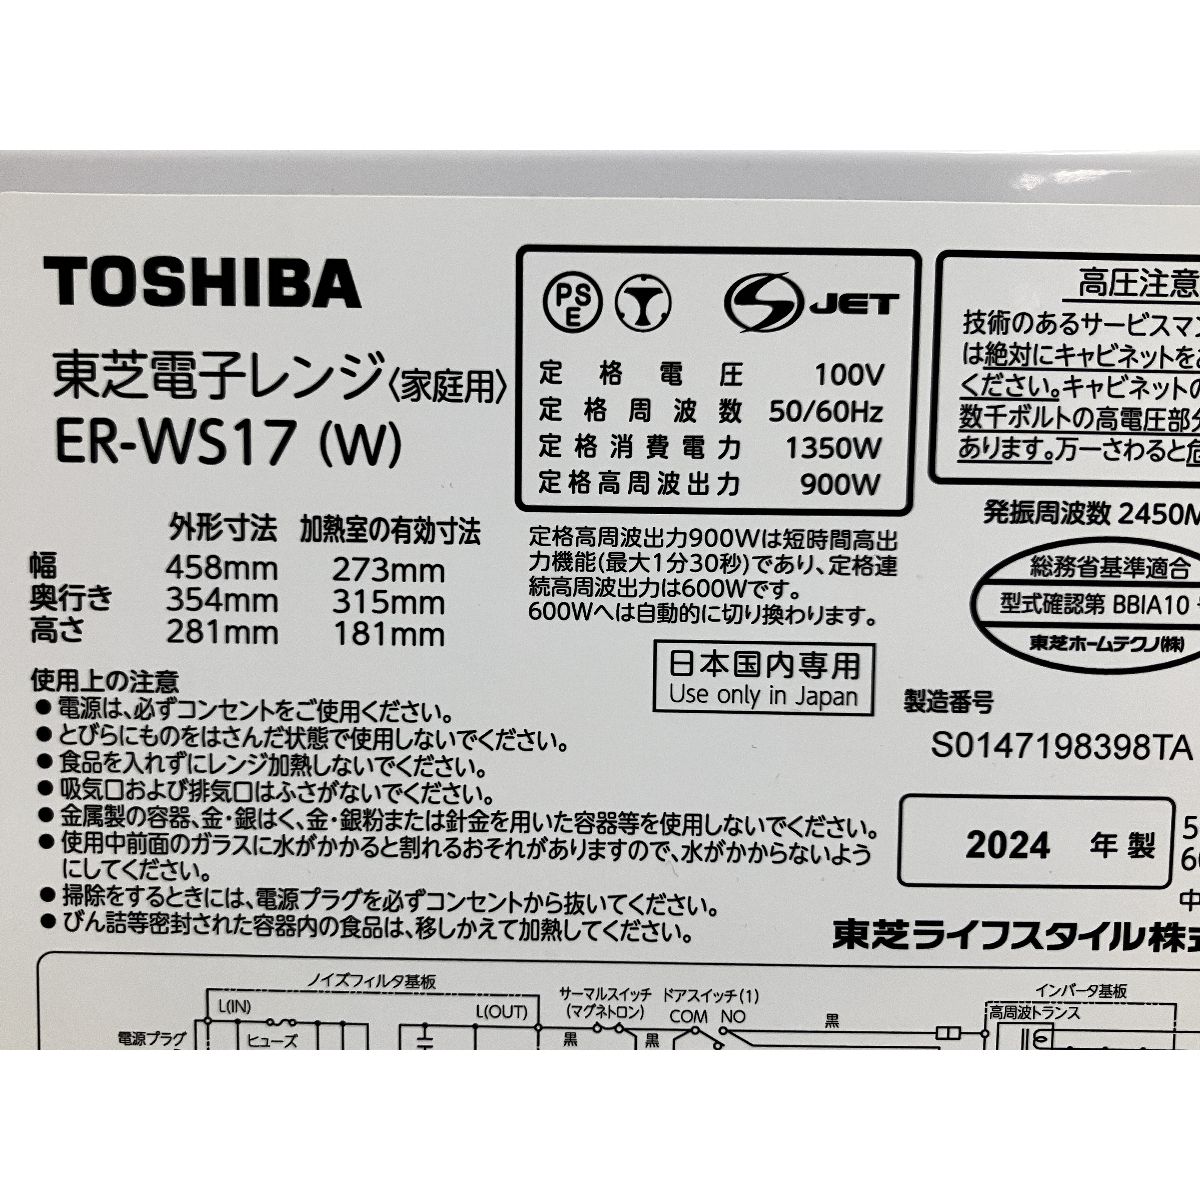 TOSHIBA
東芝電子レンジ〈家庭用〉
ER-WS17 (W)
外形寸法 加熱室の有効寸法
幅 458mm 273mm
奥行き 354mm 315mm
高さ 281mm 181mm
PS
E
JET
定格電圧 100V
定格周波数 50/60Hz
定格消費電力 1350W
定格高周波出力 900W
定格高周波出力900Wは短時間高出
力機能(最大1分30秒)であり、定格連
続高周波出力は600Wです。
600Wへは自動的に切り換わります。
日本国内専用
Use only in Japan
高圧注意
技術のあるサービスマン
は絶対にキャビネットを
ください。キャビネットの
数千ボルトの高電圧部分
あります。万一さわると危
発振周波数 2450M
総務省基準適合
型式確認第 BBIA10
東芝ホームテクノ(株)
製造番号
S0147198398TA
2024 年製
5
60
中
東芝ライフスタイル株式
使用上の注意
● 電源は、必ずコンセントをご使用ください。
● とびらにものをはさんだ状態で使用しないでください。
● 食品を入れずにレンジ加熱しないでください。
● 吸気口および排気口はふさがないでください。
● 金属製の容器、金・銀はく、金・銀粉または針金を用いた容器等を使用しないでください。
● 使用中前面のガラスに水がかかると割れるおそれがありますので、水がかからないよう
にしてください。
● 掃除をするときには、電源プラグを必ずコンセントから抜いてください。
● びん詰等密封された容器内の食品は、移しかえて加熱してください。
ノイズフィルタ基板
L(IN)
L(OUT)
電源プラグ
ヒューズ
サーマルスイッチ
(マグネトロン)
黒
黒
ドアスイッチ(1)
COM NO
黒
インバータ基板
高周波トランス